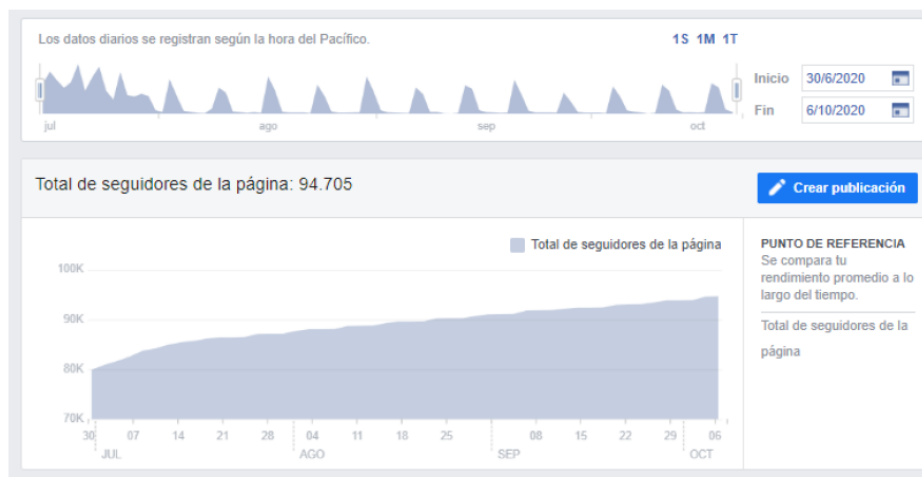 Los datos diarios se registran según la hora del Pacífico.
1S 1M 1T
Inicio 30/6/2020
Fin 6/10/2020
jul ago sep oct
Total de seguidores de la página: 94.705
Crear publicación
Total de seguidores de la página
100K
90K
80K
70K
30 07 14 21 28 04 11 18 25 08 15 22 29 06
JUL AGO SEP OCT
PUNTO DE REFERENCIA
Se compara tu
rendimiento promedio a lo
largo del tiempo.
Total de seguidores de la
página